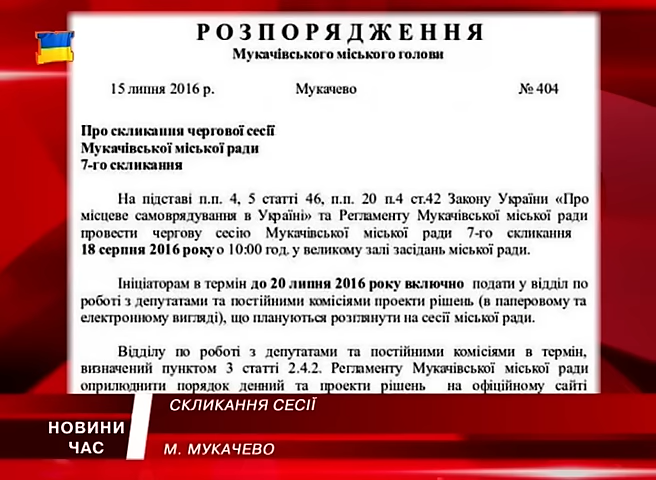 РОЗПОРЯДЖЕННЯ
Мукачівського міського голови
15 липня 2016 р. Мукачево № 404
Про скликання чергової сесії
Мукачівської міської ради
7-го скликання
На підставі п.п. 4, 5 статті 46, п.п. 20 п.4 ст.42 Закону України «Про
місцеве самоврядування в Україні» та Регламенту Мукачівської міської ради
провести чергову сесію Мукачівської міської ради 7-го скликання
18 серпня 2016 року о 10:00 год. у великому залі засідань міської ради.
Ініціаторам в термін до 20 липня 2016 року включно подати у відділ по
роботі з депутатами та постійними комісіями проекти рішень (в паперовому та
електронному вигляді), що плануються розглянути на сесії міської ради.
Відділу по роботі з депутатами та постійними комісіями в термін,
визначений пунктом 3 статті 2.4.2. Регламенту Мукачівської міської ради
оприлюднити порядок денний та проекти рішень на офіційному сайті
СКЛИКАННЯ СЕСІЇ
НОВИНИ
ЧАС
М. МУКАЧЕВО